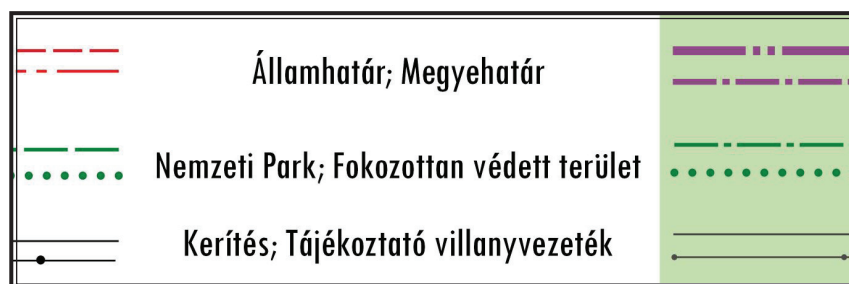 Államhatár; Megyehatár
Nemzeti Park; Fokozottan védett terület
Kerítés; Tájékoztató villanyvezeték